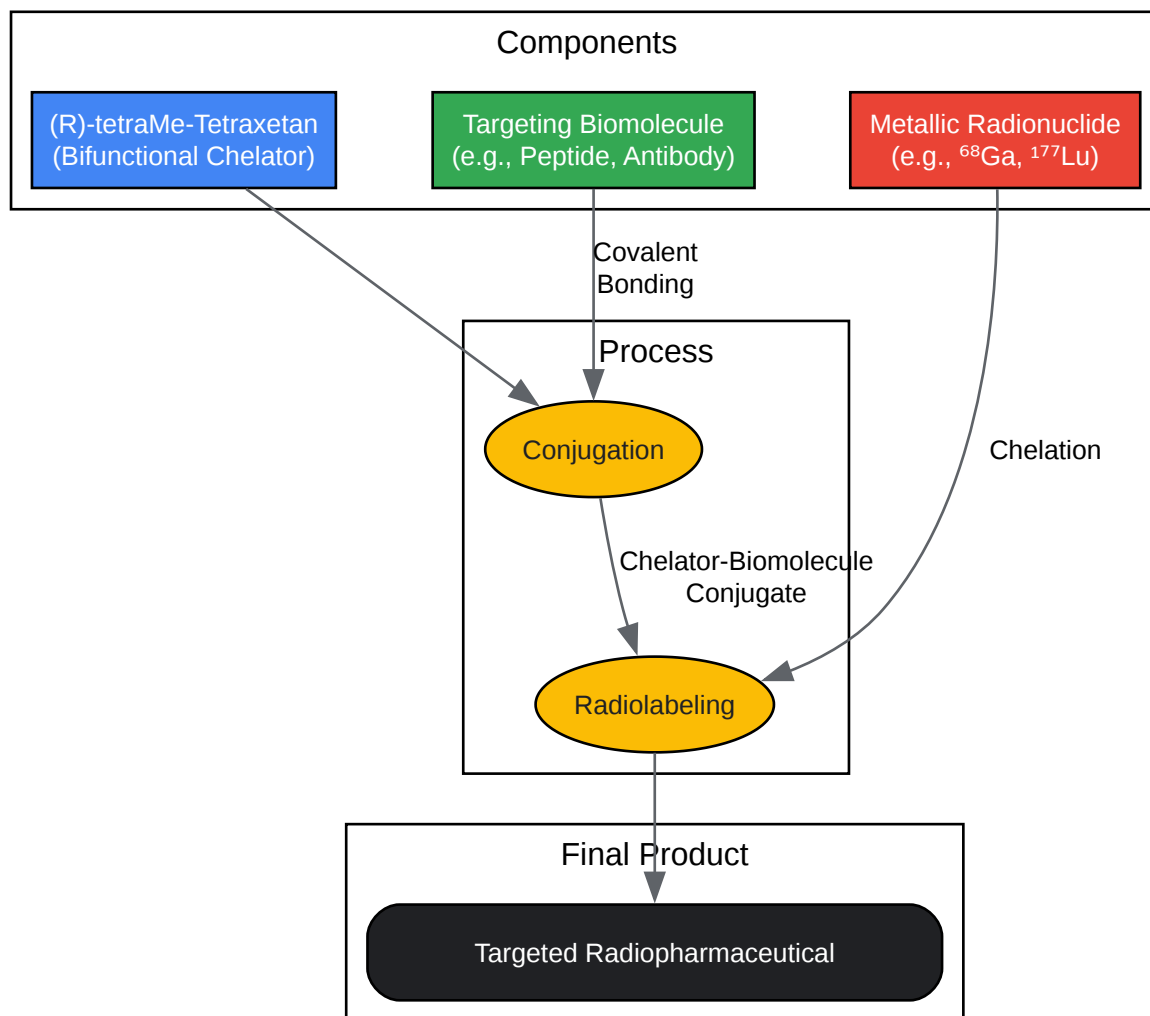 Components
(R)-tetraMe-Tetraxetan
(Bifunctional Chelator)
Targeting Biomolecule
(e.g., Peptide, Antibody)
Metallic Radionuclide
(e.g., ⁶⁸Ga, ¹⁷⁷Lu)
Covalent
Bonding
Process
Conjugation
Chelation
Chelator-Biomolecule
Conjugate
Radiolabeling
Final Product
Targeted Radiopharmaceutical